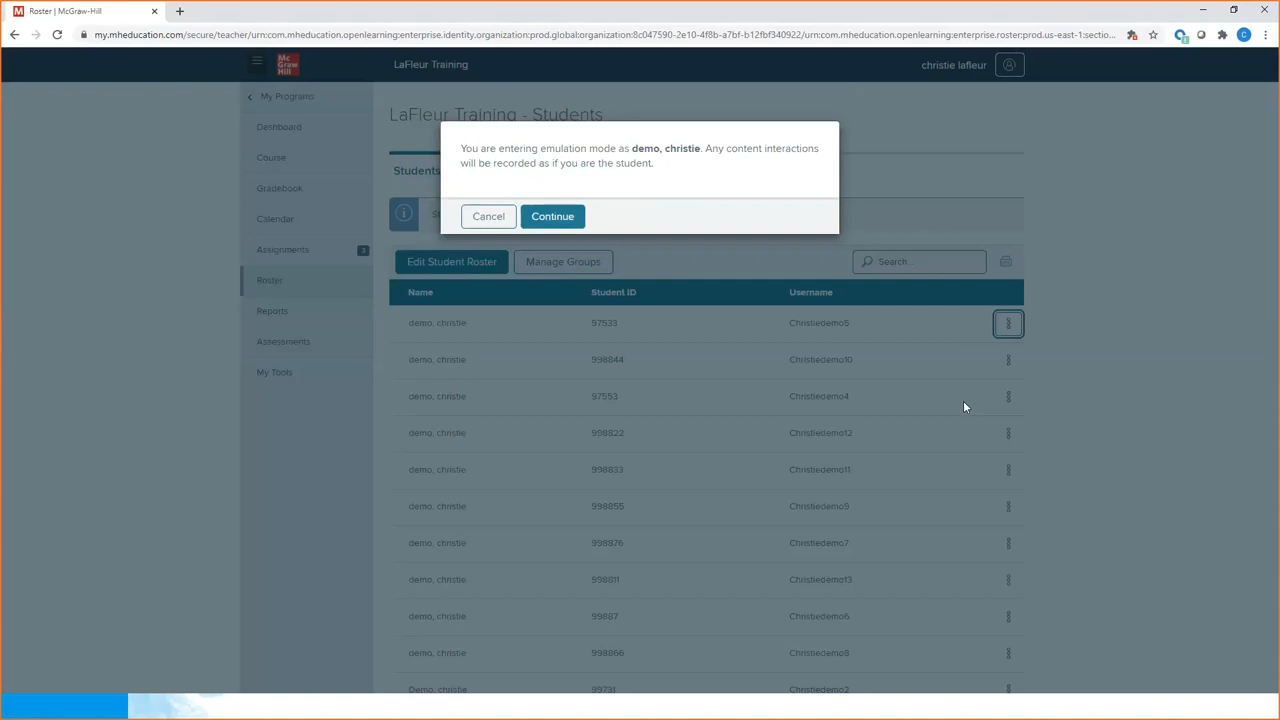 Roster | McGraw-Hill
my.mheducation.com/secure/teacher/urn:com.mheducation.openlearning:enterprise.identity.organization:prod.global:organization:8c047590-2e10-4f8b-a7bf-b12fbf340922/urn:com.mheducation.openlearning:enterprise.roster:prod.us-east-1:sectio...
C
Mc
Graw
Hill
LaFleur Training
christie lafleur
My Programs
Dashboard
Course
Gradebook
Calendar
Assignments
Roster
Reports
Assessments
My Tools
LaFleur Training - Students
Students
You are entering emulation mode as demo, christie. Any content interactions
will be recorded as if you are the student.
Cancel Continue
Edit Student Roster Manage Groups Search...
Name Student ID Username
demo, christie 97533 Christiedemo5
demo, christie 998844 Christiedemo10
demo, christie 97553 Christiedemo4
demo, christie 998822 Christiedemo12
demo, christie 998833 Christiedemo11
demo, christie 998855 Christiedemo9
demo, christie 998876 Christiedemo7
demo, christie 998811 Christiedemo13
demo, christie 99887 Christiedemo6
demo, christie 998866 Christiedemo8
Demo, christie 99731 Christiedemo2